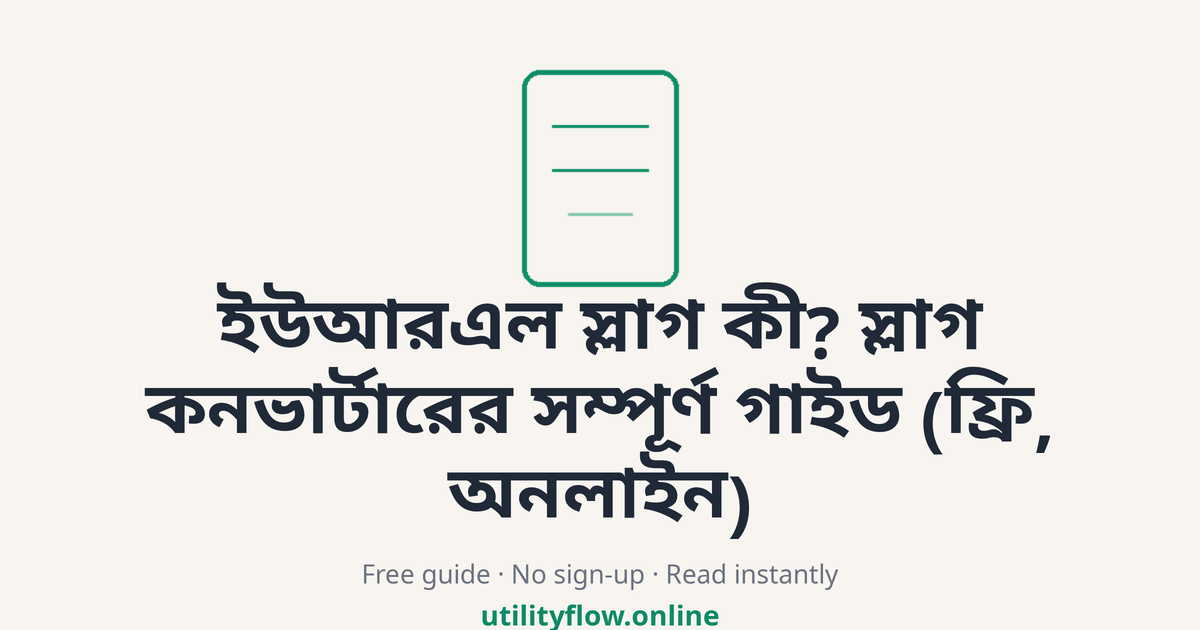 ইউআরএল স্লাগ কী? স্লাগ
কনভার্টারের সম্পূর্ণ গাইড (ফ্রি,
অনলাইন)
Free guide · No sign-up · Read instantly
utilityflow.online